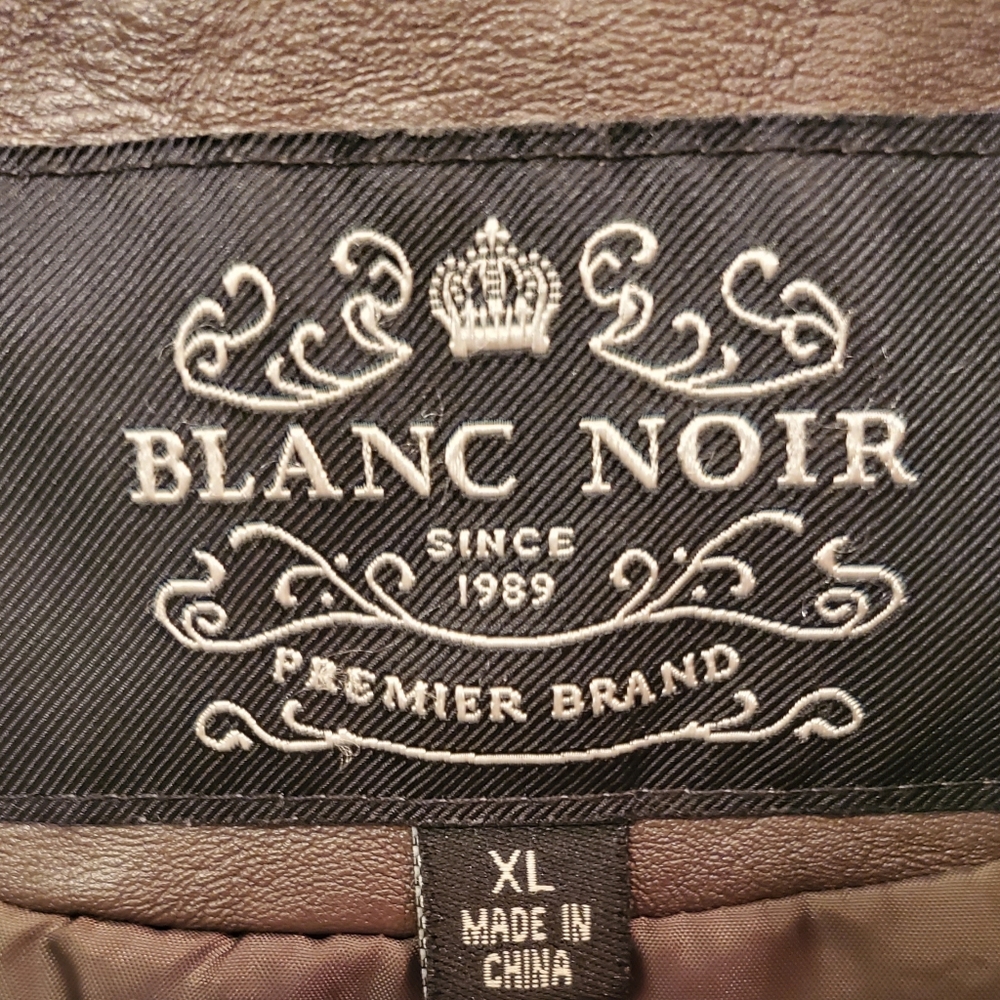 BLANC NOIR
SINCE
1989
PREMIER BRAND
XL
MADE IN
CHINA